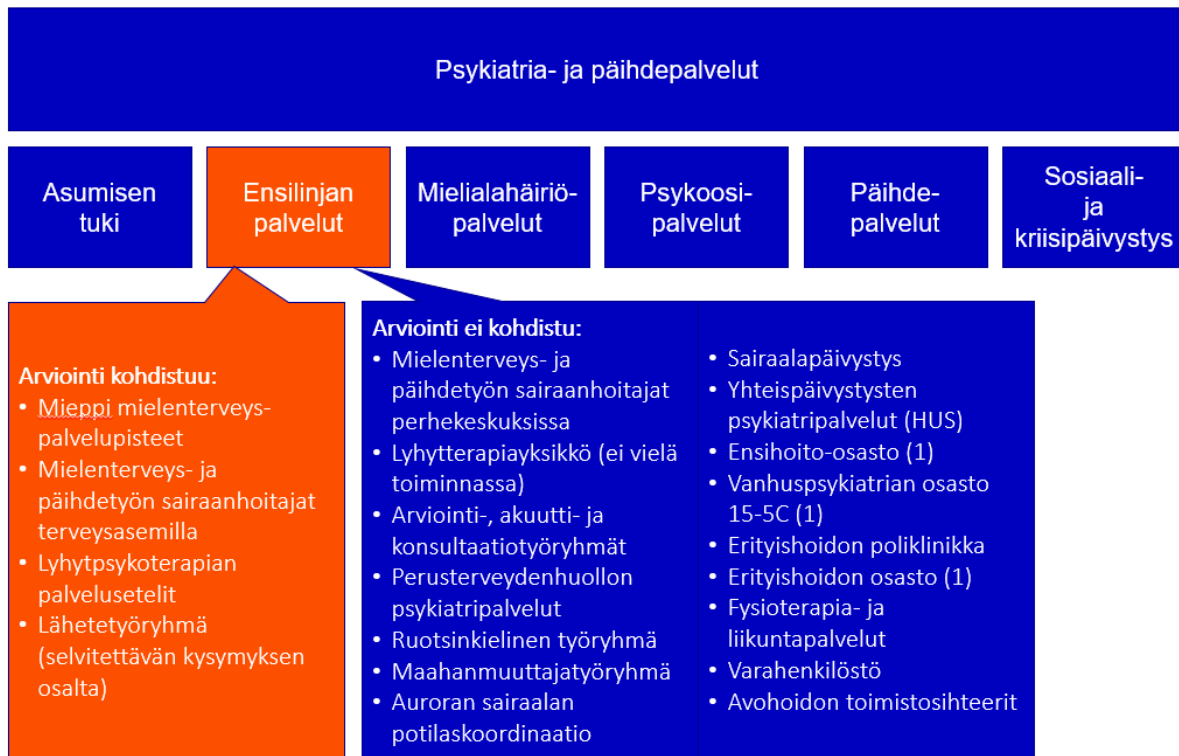 Psykiatria- ja päihdepalvelut
Asumisen
tuki
Ensilinjan
palvelut
Mielialahäiriö-
palvelut
Psykoosi-
palvelut
Päihde-
palvelut
Sosiaali-
ja
kriisipäivystys
Arviointi kohdistuu:
• Mieppi mielenterveys-
palvelupisteet
• Mielenterveys- ja
päihdetyön sairaanhoitajat
terveysasemilla
• Lyhytpsykoterapian
palvelusetelit
• Lähetetyöryhmä
(selvitettävän kysymyksen
osalta)
Arviointi ei kohdistu:
• Mielenterveys- ja
päihdetyön sairaanhoitajat
perhekeskuksissa
• Lyhytterapiayksikkö (ei vielä
toiminnassa)
• Arviointi-, akuutti- ja
konsultaatiotyöryhmät
• Perusterveydenhuollon
psykiatripalvelut
• Ruotsinkielinen työryhmä
• Maahanmuuttajatyöryhmä
• Auroran sairaalan
potilaskoordinaatio
• Sairaalapäivystys
• Yhteispäivystysten
psykiatripalvelut (HUS)
• Ensihoito-osasto (1)
• Vanhuspsykiatrian osasto
15-5C (1)
• Erityishoidon poliklinikka
• Erityishoidon osasto (1)
• Fysioterapia- ja
liikuntapalvelut
• Varahenkilöstö
• Avohoidon toimistosihteerit